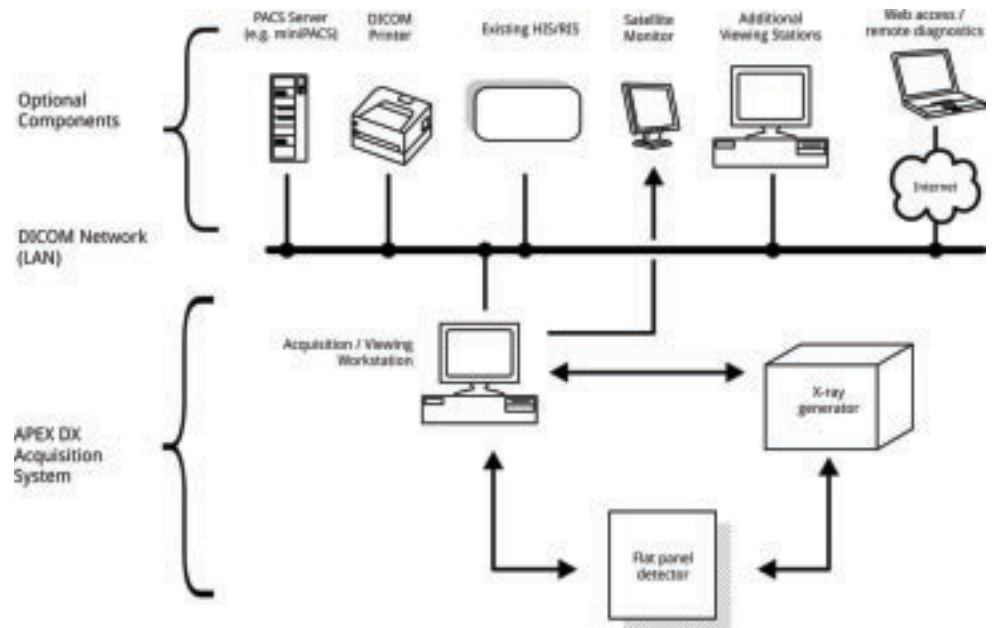 PACS Server
(e.g. miniPACS)
DICOM
Printer
Existing HIS/RIS
Satellite
Monitor
Additional
Viewing Stations
Web access /
remote diagnostics
Optional
Components
Internet
DICOM Network
(LAN)
Acquisition / Viewing
Workstation
X-ray
generator
APEX DX
Acquisition
System
Flat panel
detector